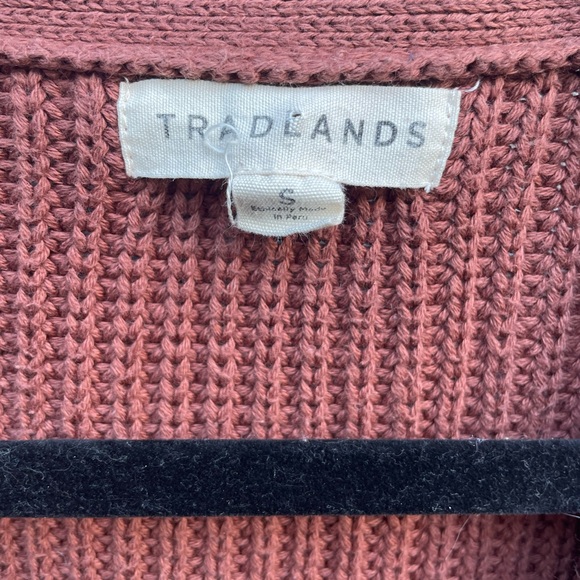 TRADLANDS
S
Ethically Made
in Peru